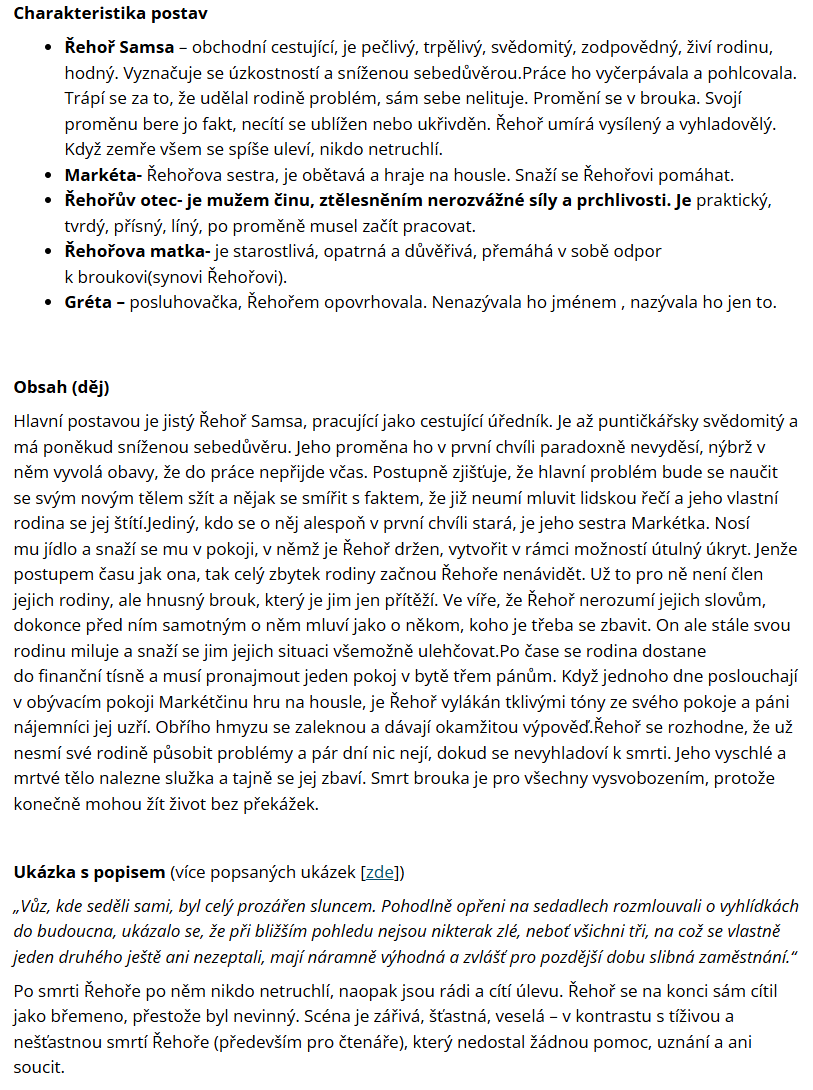 Charakteristika postav
• Řehoř Samsa – obchodní cestující, je pečlivý, trpělivý, svědomitý, zodpovědný, živí rodinu,
hodný. Vyznačuje se úzkostností a sníženou sebedůvěrou.Práce ho vyčerpávala a pohlcovala.
Trápí se za to, že udělal rodině problém, sám sebe nelituje. Promění se v brouka. Svojí
proměnu bere jo fakt, necítí se ublížen nebo ukřivděn. Řehoř umírá vysílený a vyhladovělý.
Když zemře všem se spíše uleví, nikdo netruchlí.
• Markéta- Řehořova sestra, je obětavá a hraje na housle. Snaží se Řehořovi pomáhat.
• Řehořův otec- je mužem činu, ztělesněním nerozvážné síly a prchlivosti. Je praktický,
tvrdý, přísný, líný, po proměně musel začít pracovat.
• Řehořova matka- je starostlivá, opatrná a důvěřivá, přemáhá v sobě odpor
k broukovi(synovi Řehořovi).
• Gréta – posluhovačka, Řehořem opovrhovala. Nenazývala ho jménem , nazývala ho jen to.
Obsah (děj)
Hlavní postavou je jistý Řehoř Samsa, pracující jako cestující úředník. Je až puntičkářsky svědomitý a
má poněkud sníženou sebedůvěru. Jeho proměna ho v první chvíli paradoxně nevyděsí, nýbrž v
něm vyvolá obavy, že do práce nepřijde včas. Postupně zjišťuje, že hlavní problém bude se naučit
se svým novým tělem sžít a nějak se smířit s faktem, že již neumí mluvit lidskou řečí a jeho vlastní
rodina se jej štítí.Jediný, kdo se o něj alespoň v první chvíli stará, je jeho sestra Markétka. Nosí
mu jídlo a snaží se mu v pokoji, v němž je Řehoř držen, vytvořit v rámci možností útulný úkryt. Jenže
postupem času jak ona, tak celý zbytek rodiny začnou Řehoře nenávidět. Už to pro ně není člen
jejich rodiny, ale hnusný brouk, který je jim jen přítěží. Ve víře, že Řehoř nerozumí jejich slovům,
dokonce před ním samotným o něm mluví jako o někom, koho je třeba se zbavit. On ale stále svou
rodinu miluje a snaží se jim jejich situaci všemožně ulehčovat.Po čase se rodina dostane
do finanční tísně a musí pronajmout jeden pokoj v bytě třem pánům. Když jednoho dne poslouchají
v obývacím pokoji Markétčinu hru na housle, je Řehoř vylákán tklivými tóny ze svého pokoje a páni
nájemníci jej uzří. Obřího hmyzu se zaleknou a dávají okamžitou výpověď.Řehoř se rozhodne, že už
nesmí své rodině působit problémy a pár dní nic nejí, dokud se nevyhladoví k smrti. Jeho vyschlé a
mrtvé tělo nalezne služka a tajně se jej zbaví. Smrt brouka je pro všechny vysvobozením, protože
konečně mohou žít život bez překážek.
Ukázka s popisem (více popsaných ukázek [zde])
„Vůz, kde seděli sami, byl celý prozářen sluncem. Pohodlně opřeni na sedadlech rozmlouvali o vyhlídkách
do budoucna, ukázalo se, že při bližším pohledu nejsou nikterak zlé, neboť všichni tři, na což se vlastně
jeden druhého ještě ani nezeptali, mají náramně výhodná a zvlášť pro pozdější dobu slibná zaměstnání.“
Po smrti Řehoře po něm nikdo netruchlí, naopak jsou rádi a cítí úlevu. Řehoř se na konci sám cítil
jako břemeno, přestože byl nevinný. Scéna je zářivá, šťastná, veselá – v kontrastu s tíživou a
nešťastnou smrtí Řehoře (především pro čtenáře), který nedostal žádnou pomoc, uznání a ani
soucit.